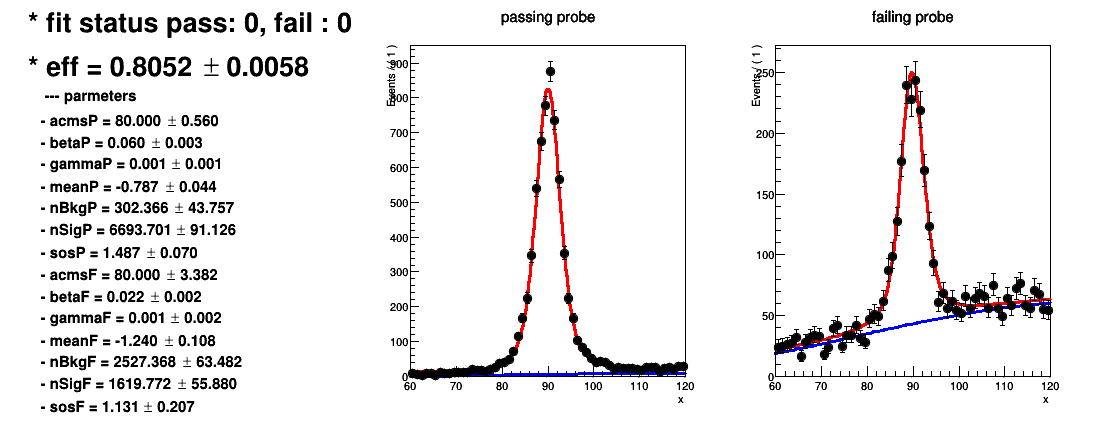 * fit status pass: 0, fail : 0
* eff = 0.8052 ± 0.0058
--- parmeters
- acmsP = 80.000 ± 0.560
- betaP = 0.060 ± 0.003
- gammaP = 0.001 ± 0.001
- meanP = -0.787 ± 0.044
- nBkgP = 302.366 ± 43.757
- nSigP = 6693.701 ± 91.126
- sosP = 1.487 ± 0.070
- acmsF = 80.000 ± 3.382
- betaF = 0.022 ± 0.002
- gammaF = 0.001 ± 0.002
- meanF = -1.240 ± 0.108
- nBkgF = 2527.368 ± 63.482
- nSigF = 1619.772 ± 55.880
- sosF = 1.131 ± 0.207
passing probe
Events / ( 1 )
900
800
700
600
500
400
300
200
100
0
60 70 80 90 100 110 120
x
failing probe
Events / ( 1 )
250
200
150
100
50
0
60 70 80 90 100 110 120
x